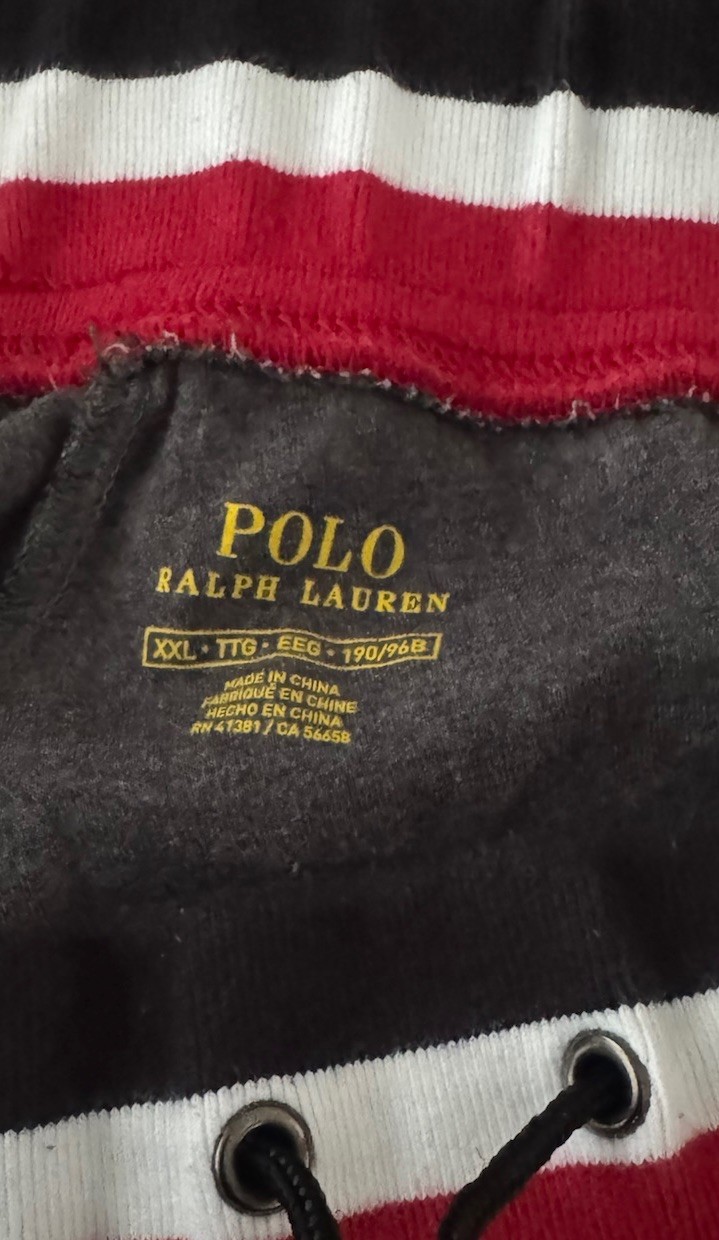 POLO
RALPH LAUREN
XXL • TTG • EEG • 190/96B
MADE IN CHINA
FABRIQUÉ EN CHINE
HECHO EN CHINA
RN 41381 / CA 56658